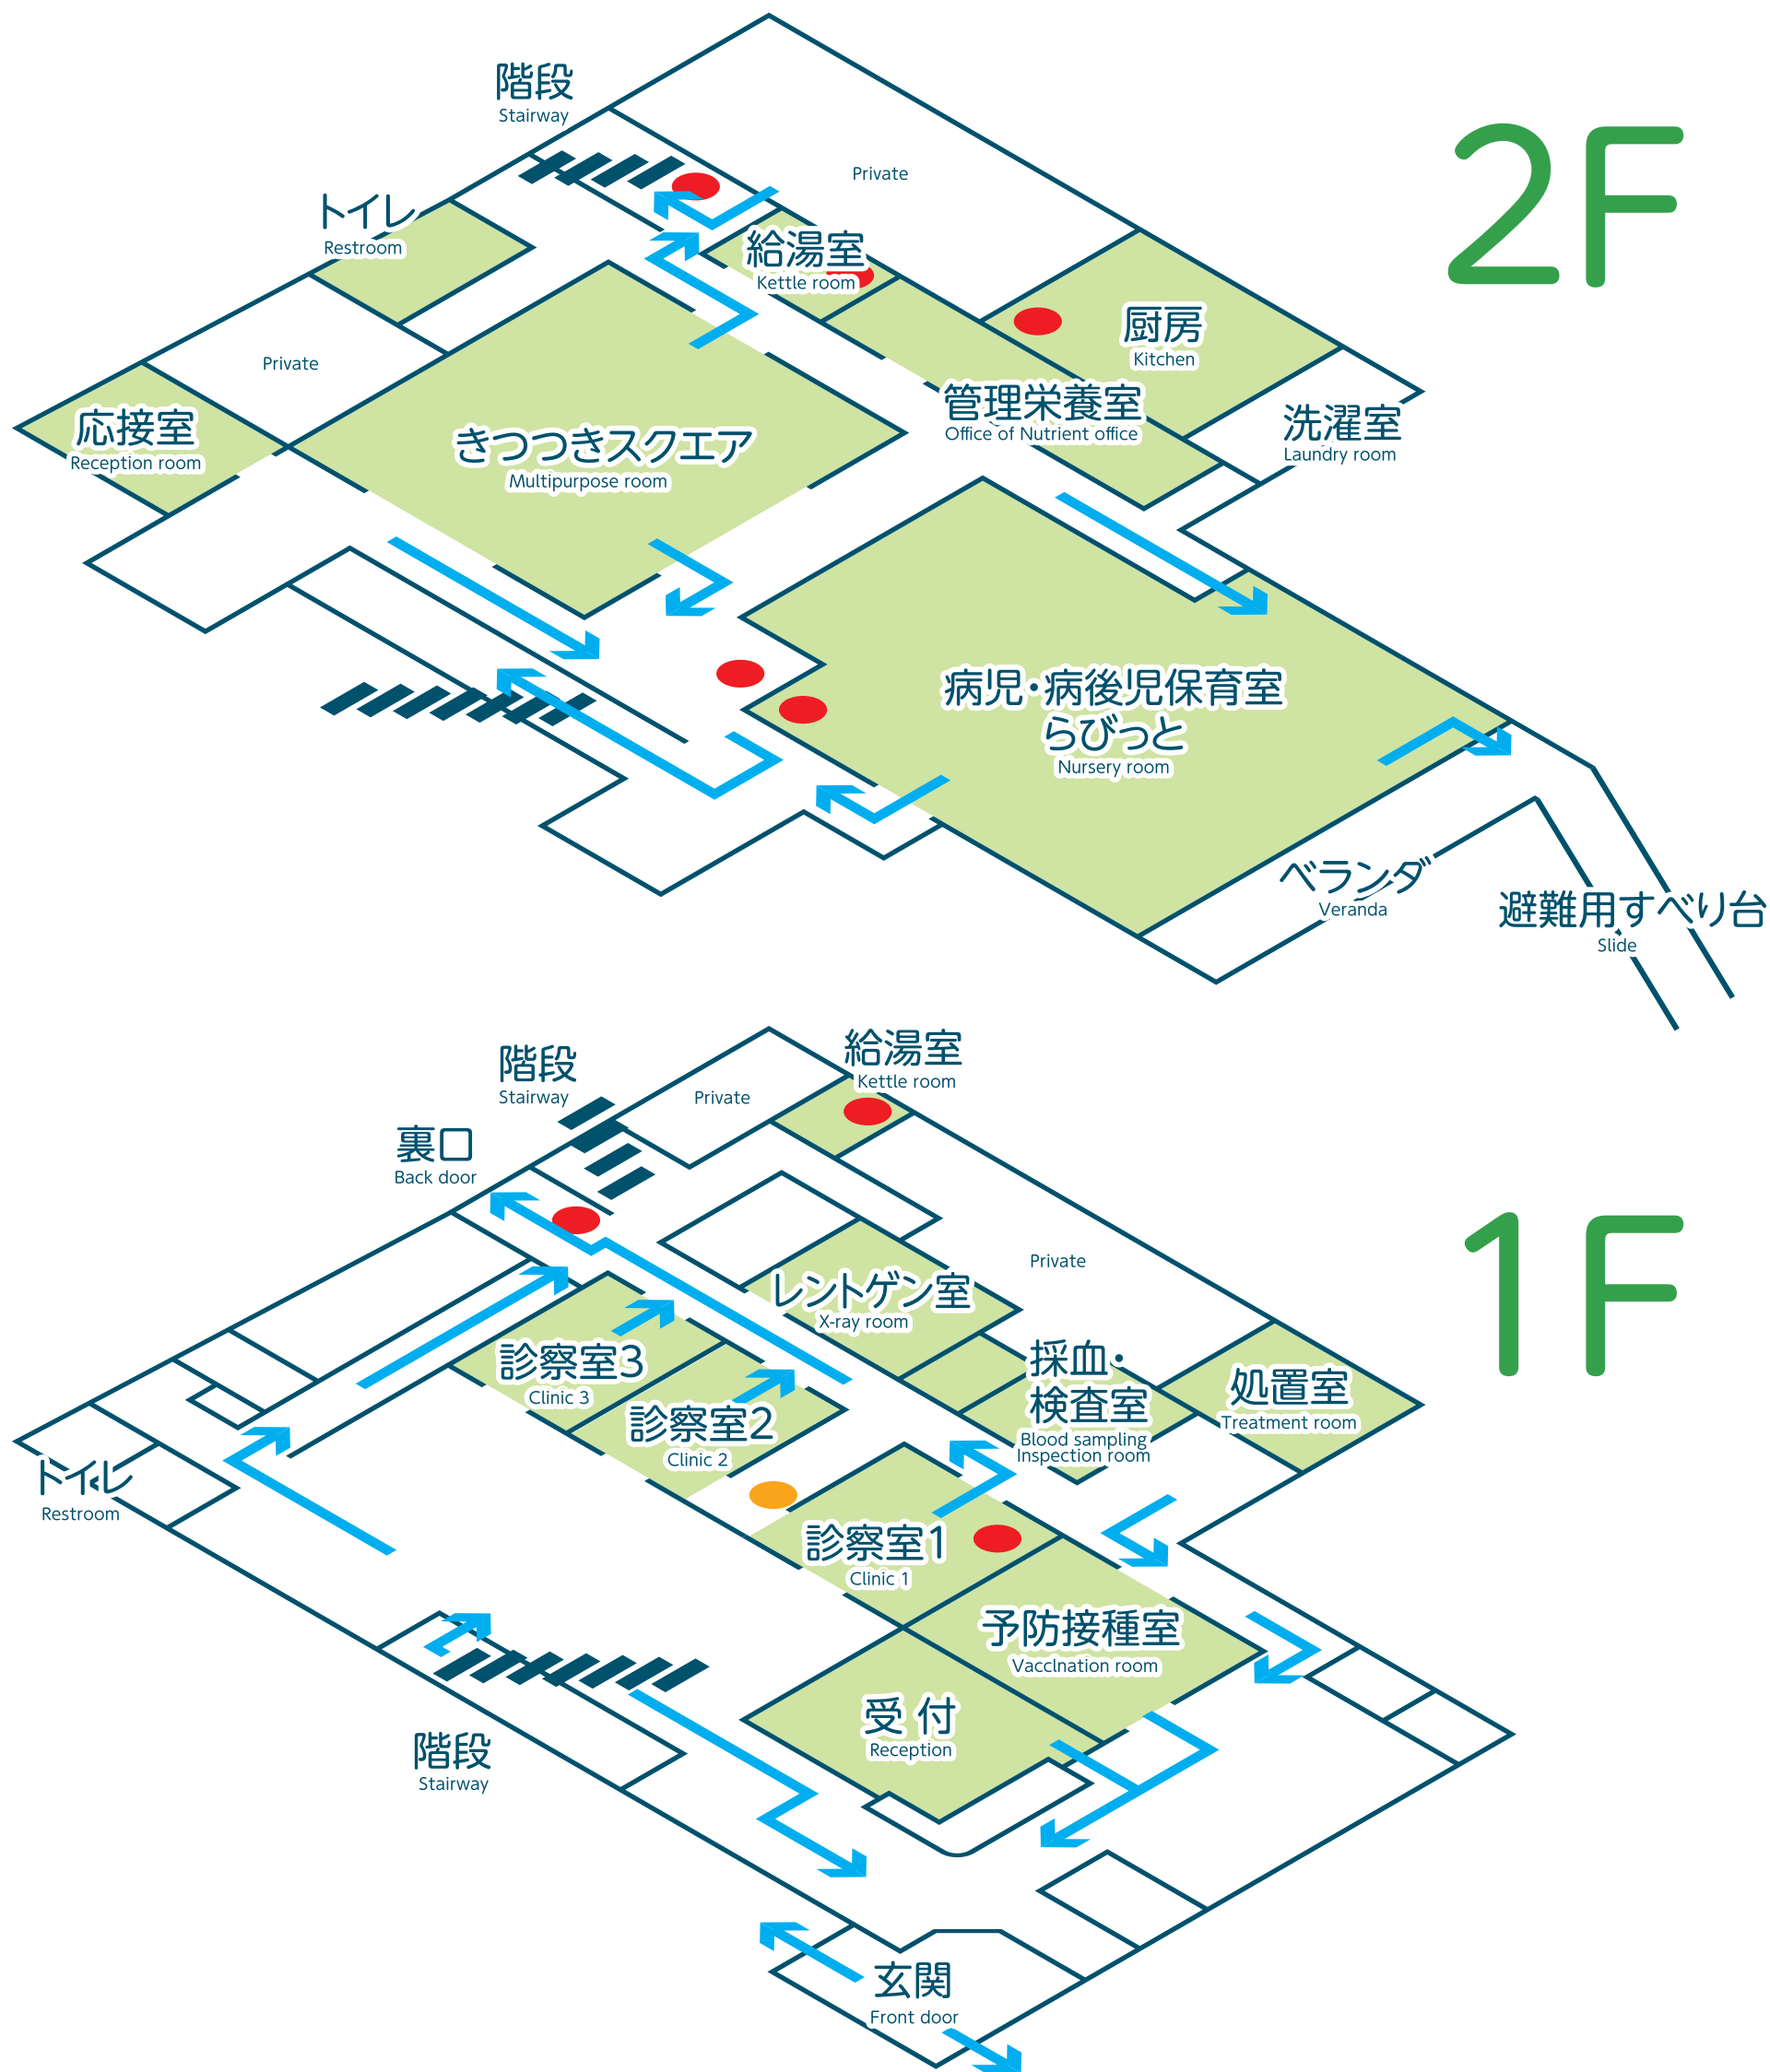 2F
階段
Stairway
Private
トイレ
Restroom
給湯室
Kettle room
厨房
Kitchen
Private
管理栄養室
Office of Nutrient office
洗濯室
Laundry room
応接室
Reception room
きつつきスクエア
Multipurpose room
病児・病後児保育室
らびっと
Nursery room
ベランダ
Veranda
避難用すべり台
Slide
1F
階段
Stairway
Private
給湯室
Kettle room
裏口
Back door
Private
レントゲン室
X-ray room
診察室3
Clinic 3
採血・
検査室
Blood sampling
Inspection room
処置室
Treatment room
診察室2
Clinic 2
トイレ
Restroom
診察室1
Clinic 1
予防接種室
Vacclnation room
受付
Reception
階段
Stairway
玄関
Front door